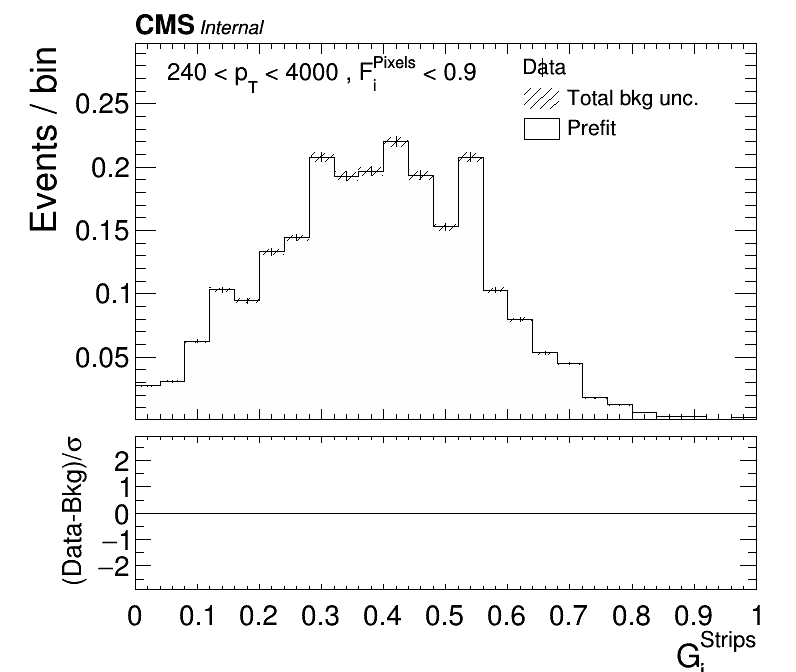 CMS Internal
240 < p_T < 4000 , F_i^Pixels < 0.9
Data
Total bkg unc.
Prefit
Events / bin
0.25
0.2
0.15
0.1
0.05
(Data-Bkg)/σ
2
1
0
−1
−2
0 0.1 0.2 0.3 0.4 0.5 0.6 0.7 0.8 0.9 1
G_i^Strips